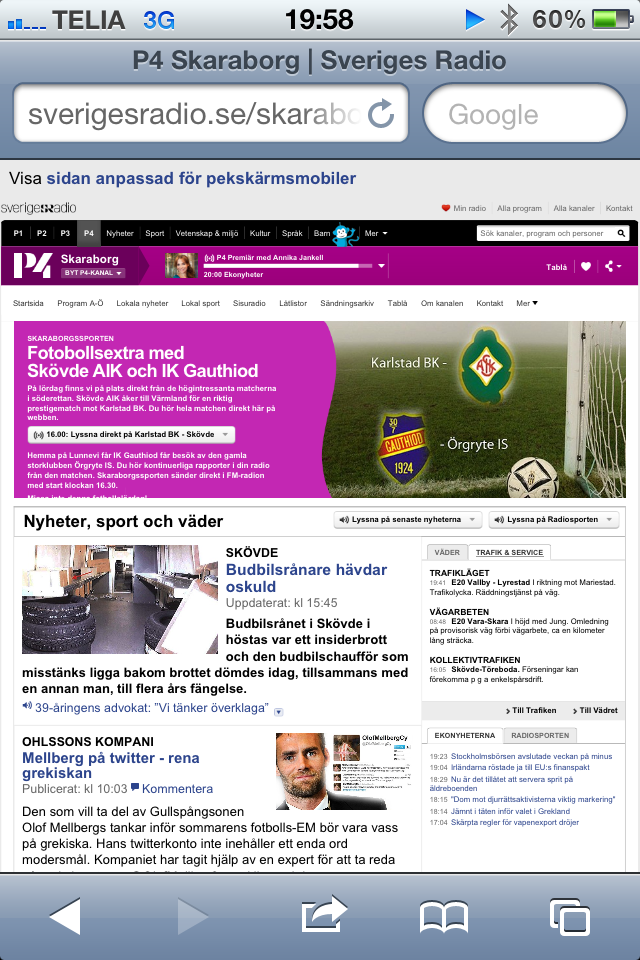 TELIA 3G 19:58 60%
P4 Skaraborg | Sveriges Radio
sverigesradio.se/skarabo
Google
Visa sidan anpassad för pekskärmsmobiler
sverigesradio
Min radio Alla program Alla kanaler Kontakt
P1 P2 P3 P4 Nyheter Sport Vetenskap & miljö Kultur Språk Barn Mer
Sök kanaler, program och personer
P4 Skaraborg
BYT P4-KANAL
P4 Premiär med Annika Jankell
20:00 Ekonyheter
Tablå
Startsida Program A-Ö Lokala nyheter Lokal sport Sisuradio Låtlistor Sändningsarkiv Tablå Om kanalen Kontakt Mer
SKARABORGSSPORTEN
Fotobollsextra med
Skövde AIK och IK Gauthiod
På lördag finns vi på plats direkt från de högintressanta matcherna
i söderettan. Skövde AIK åker till Värmland för en riktig
prestigematch mot Karlstad BK. Du hör hela matchen direkt här på
webben.
16.00: Lyssna direkt på Karlstad BK - Skövde
Hemma på Lunnevi får IK Gauthiod får besök av den gamla
storklubben Örgryte IS. Du hör kontinuerliga rapporter i din radio
från den matchen. Skaraborgssporten sänder direkt i FM-radion
med start klockan 16.30.
Karlstad BK -
GAUTHIOD
1924
- Örgryte IS
Nyheter, sport och väder
Lyssna på senaste nyheterna
Lyssna på Radiosporten
SKÖVDE
Budbilsrånare hävdar
oskuld
Uppdaterat: kl 15:45
Budbilsrånet i Skövde i
höstas var ett insiderbrott
och den budbilschaufför som
misstänks ligga bakom brottet dömdes idag, tillsammans med
en annan man, till flera års fängelse.
39-åringens advokat: "Vi tänker överklaga"
OHLSSONS KOMPANI
Mellberg på twitter - rena
grekiskan
Publicerat: kl 10:03 Kommentera
OlofMellbergCy
Den som vill ta del av Gullspångsonen
Olof Mellbergs tankar inför sommarens fotbolls-EM bör vara vass
på grekiska. Hans twitterkonto inte inehåller ett enda ord
modersmål. Kompaniet har tagit hjälp av en expert för att ta reda
VÄDER TRAFIK & SERVICE
TRAFIKLÄGET
19:41 E20 Vallby - Lyrestad I riktning mot Mariestad.
Trafikolycka. Räddningstjänst på väg.
VÄGARBETEN
08:48 E20 Vara-Skara I höjd med Jung. Omledning
på provisorisk väg förbi vägarbete, ca en kilometer
lång sträcka.
KOLLEKTIVTRAFIKEN
16:05 Skövde-Töreboda. Förseningar kan
förekomma p g a enkelspårsdrift.
Till Trafiken Till Vädret
EKONYHETERNA RADIOSPORTEN
19:23 Stockholmsbörsen avslutade veckan på minus
19:04 Irländarna röstade ja till EU:s finanspakt
18:29 Nu är det tillåtet att servera sprit på
äldreboenden
18:15 "Dom mot djurrättsaktivisterna viktig markering"
18:14 Jämnt i täten inför valet i Grekland
17:04 Skärpta regler för vapenexport dröjer